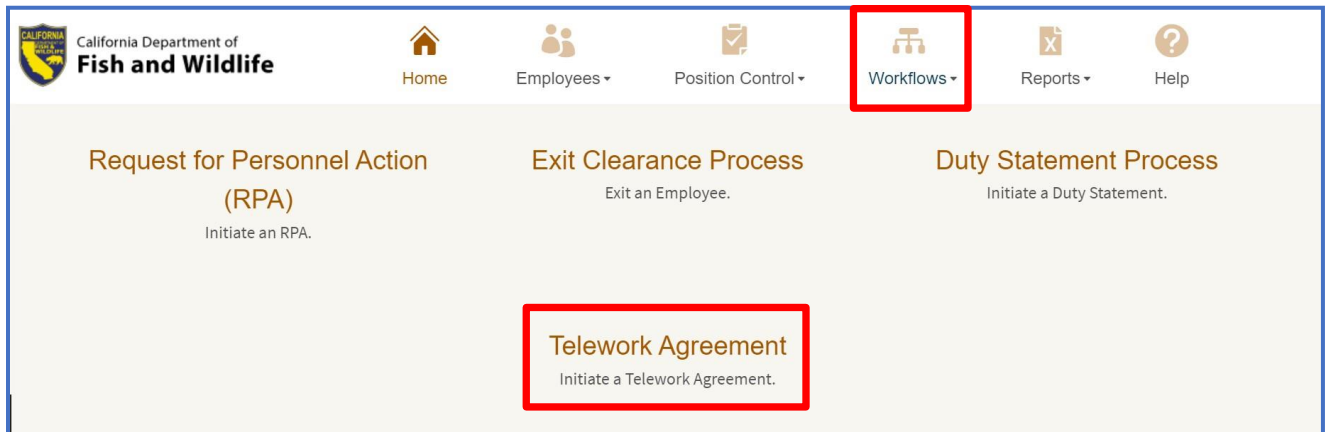 CALIFORNIA
California Department of
Fish and Wildlife
Home
Employees
Position Control
Workflows
Reports
Help
Request for Personnel Action
(RPA)
Initiate an RPA.
Exit Clearance Process
Exit an Employee.
Duty Statement Process
Initiate a Duty Statement.
Telework Agreement
Initiate a Telework Agreement.